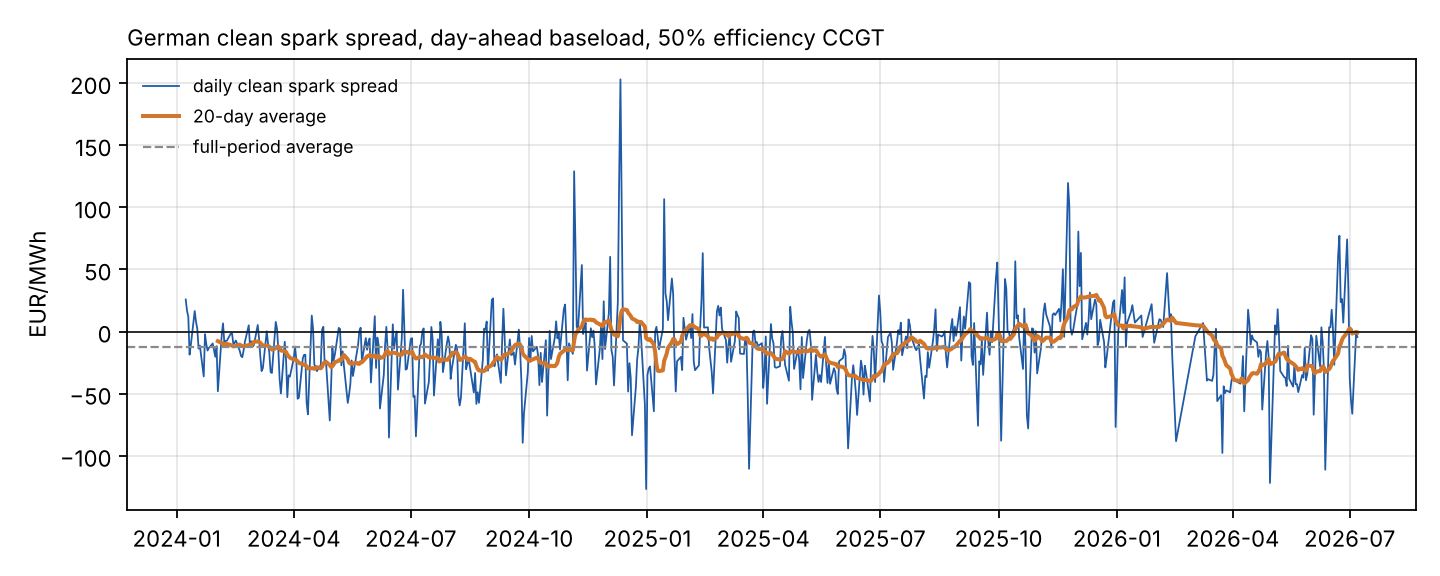 German clean spark spread, day-ahead baseload, 50% efficiency CCGT
daily clean spark spread
20-day average
full-period average
EUR/MWh
200
150
100
50
0
−50
−100
2024-01 2024-04 2024-07 2024-10 2025-01 2025-04 2025-07 2025-10 2026-01 2026-04 2026-07